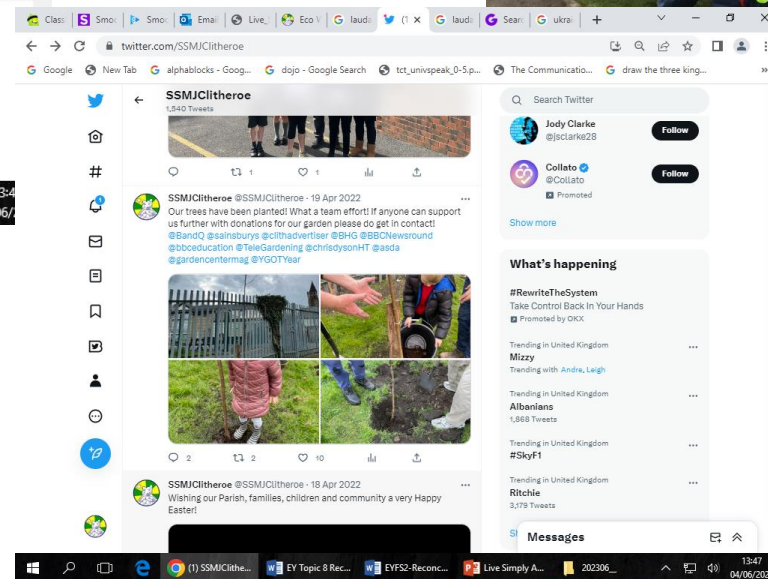 Class
Smo
Smo
Email
Live_
Eco V
lauda
(1
lauda
Sear
ukra
twitter.com/SSMJClitheroe
Google
New Tab
alphablocks - Goog...
dojo - Google Search
tct_univspeak_0-5.p...
The Communicatio...
draw the three king...
SSMJClitheroe
1,540 Tweets
1
1
SSMJClitheroe @SSMJClitheroe · 19 Apr 2022
Our trees have been planted! What a team effort! If anyone can support
us further with donations for our garden please do get in contact!
@BandQ @sainsburys @clithadvertiser @BHG @BBCNewsround
@bbceducation @TeleGardening @chrisdysonHT @asda
@gardencentermag @YGOTYear
2
2
10
SSMJClitheroe @SSMJClitheroe · 18 Apr 2022
Wishing our Parish, families, children and community a very Happy
Easter!
Search Twitter
Jody Clarke
@jsclarke28
Follow
Collato
@Collato
Promoted
Follow
Show more
What's happening
#RewriteTheSystem
Take Control Back In Your Hands
Promoted by OKX
Trending in United Kingdom
Mizzy
Trending with Andre, Leigh
Trending in United Kingdom
Albanians
1,868 Tweets
Trending in United Kingdom
#SkyF1
Trending in United Kingdom
Ritchie
3,179 Tweets
Messages
(1) SSMJClithe...
EY Topic 8 Rec...
EYFS2-Reconc...
Live Simply A...
202306_
13:47
04/06/202